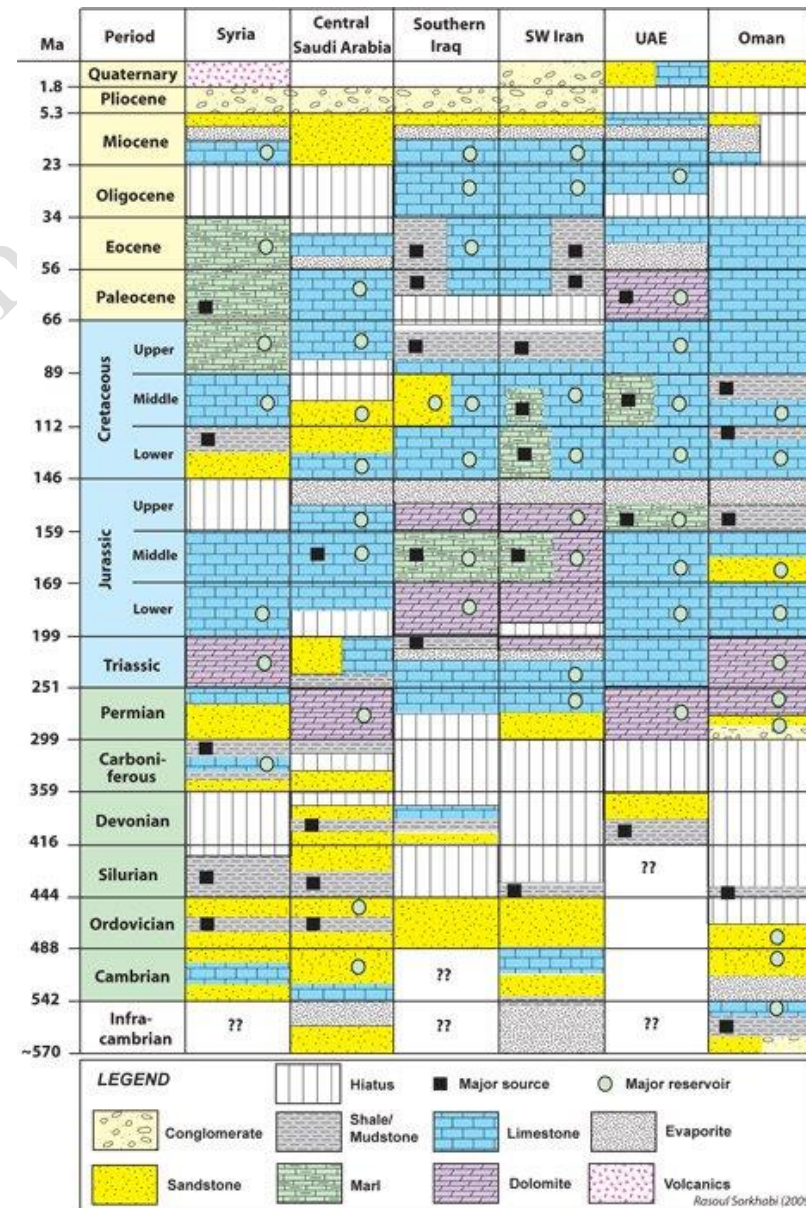 Ma Period Syria Central Saudi Arabia Southern Iraq SW Iran UAE Oman
Quaternary
1.8
Pliocene
5.3
Miocene
23
Oligocene
34
Eocene
56
Paleocene
66
Cretaceous
Upper
89
Middle
112
Lower
146
Jurassic
Upper
159
Middle
169
Lower
199
Triassic
251
Permian
299
Carboni-
ferous
359
Devonian
416
Silurian ??
444
Ordovician
488
Cambrian ??
542
Infra-
cambrian ?? ?? ??
~570
LEGEND
Hiatus Major source Major reservoir
Conglomerate Shale/
Mudstone Limestone Evaporite
Sandstone Marl Dolomite Volcanics
Rasoul Sorkhabi (2009